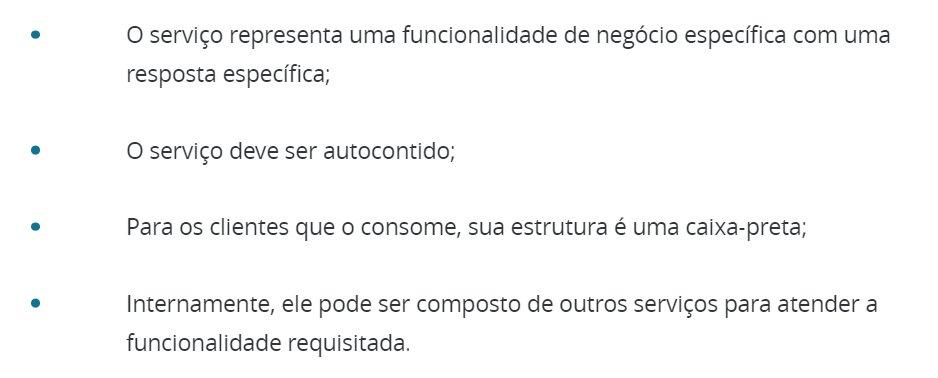 O serviço representa uma funcionalidade de negócio específica com uma
resposta específica;
O serviço deve ser autocontido;
Para os clientes que o consome, sua estrutura é uma caixa-preta;
Internamente, ele pode ser composto de outros serviços para atender a
funcionalidade requisitada.